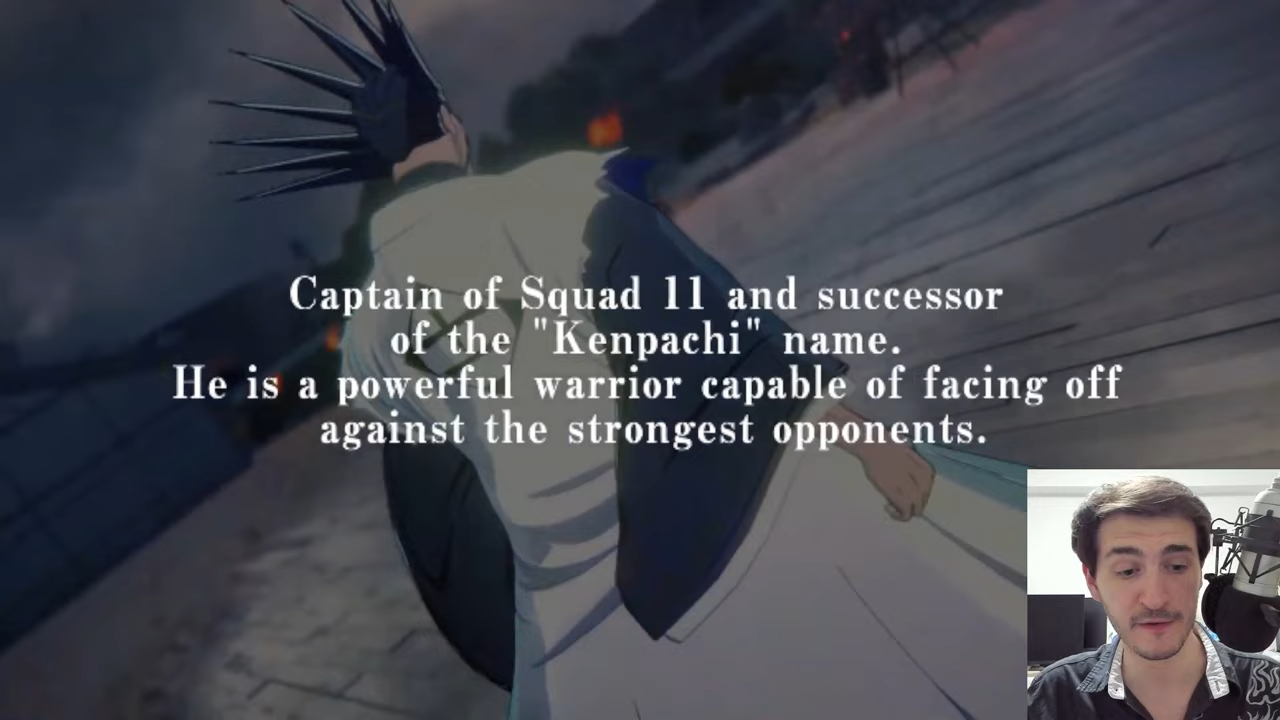 Captain of Squad 11 and successor
of the "Kenpachi" name.
He is a powerful warrior capable of facing off
against the strongest opponents.